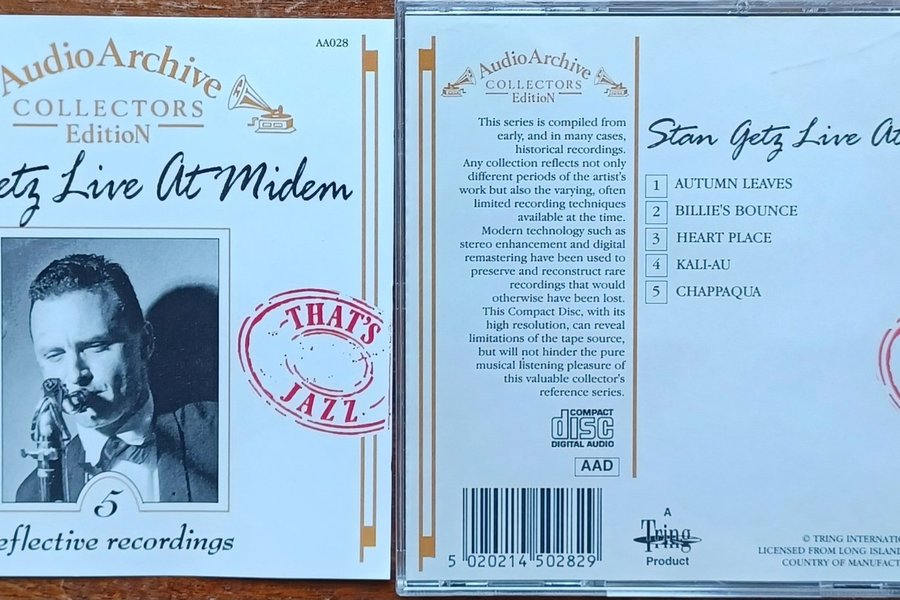 AA028
Audio Archive
COLLECTORS
EditioN
Live At Midem
THAT'S
JAZZ
5
reflective recordings
Audio Archive
COLLECTORS
EditioN
This series is compiled from
early, and in many cases,
historical recordings.
Any collection reflects not only
different periods of the artist's
work but also the varying, often
limited recording techniques
available at the time.
Modern technology such as
stereo enhancement and digital
remastering have been used to
preserve and reconstruct rare
recordings that would
otherwise have been lost.
This Compact Disc, with its
high resolution, can reveal
limitations of the tape source,
but will not hinder the pure
musical listening pleasure of
this valuable collector's
reference series.
COMPACT
disc
DIGITAL AUDIO
AAD
5 020214 502829
Stan Getz Live At
1 AUTUMN LEAVES
2 BILLIE'S BOUNCE
3 HEART PLACE
4 KALI-AU
5 CHAPPAQUA
A
Tring
Product
© TRING INTERNATI
LICENSED FROM LONG ISLAND
COUNTRY OF MANUFACT